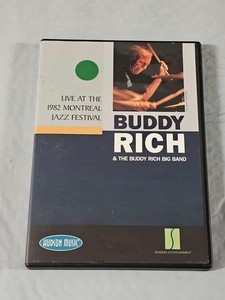 LIVE AT THE
1982 MONTREAL
JAZZ FESTIVAL
BUDDY
RICH
& THE BUDDY RICH BIG BAND
HUDSON MUSIC